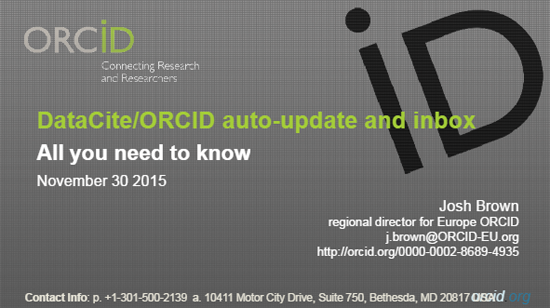 ORCID
Connecting Research
and Researchers
iD
DataCite/ORCID auto-update and inbox
All you need to know
November 30 2015
Josh Brown
regional director for Europe ORCID
j.brown@ORCID-EU.org
http://orcid.org/0000-0002-8689-4935
Contact Info: p. +1-301-500-2139 a. 10411 Motor City Drive, Suite 750, Bethesda, MD 20817 USA
orcid.org